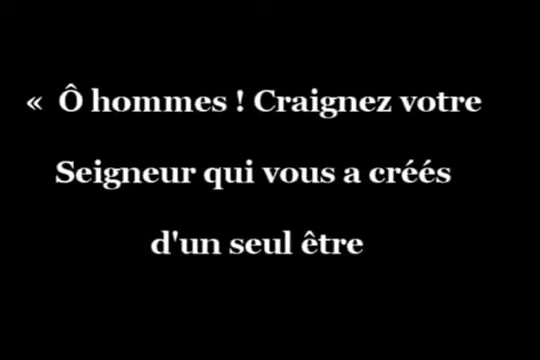 « Ô hommes ! Craignez votre
Seigneur qui vous a créés
d'un seul être